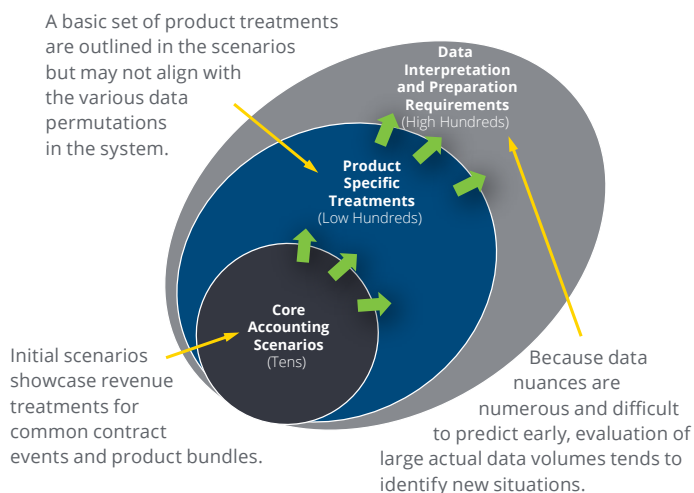 A basic set of product treatments
are outlined in the scenarios
but may not align with
the various data
permutations
in the system.
Data
Interpretation
and Preparation
Requirements
(High Hundreds)
Product
Specific
Treatments
(Low Hundreds)
Core
Accounting
Scenarios
(Tens)
Initial scenarios
showcase revenue
treatments for
common contract
events and product bundles.
Because data
nuances are
numerous and difficult
to predict early, evaluation of
large actual data volumes tends to
identify new situations.